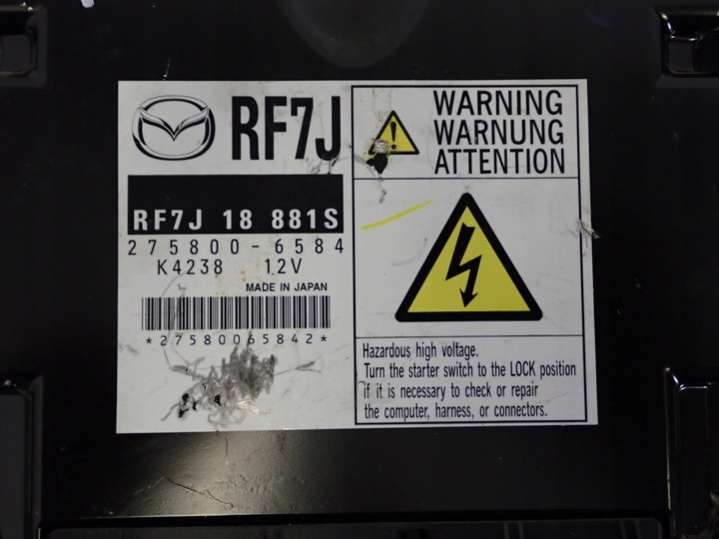 RF7J
RF7J 18 881S
275800-6584
K4238 12V
MADE IN JAPAN
*27580065842*
WARNING
WARNUNG
ATTENTION
Hazardous high voltage.
Turn the starter switch to the LOCK position
if it is necessary to check or repair
the computer, harness, or connectors.